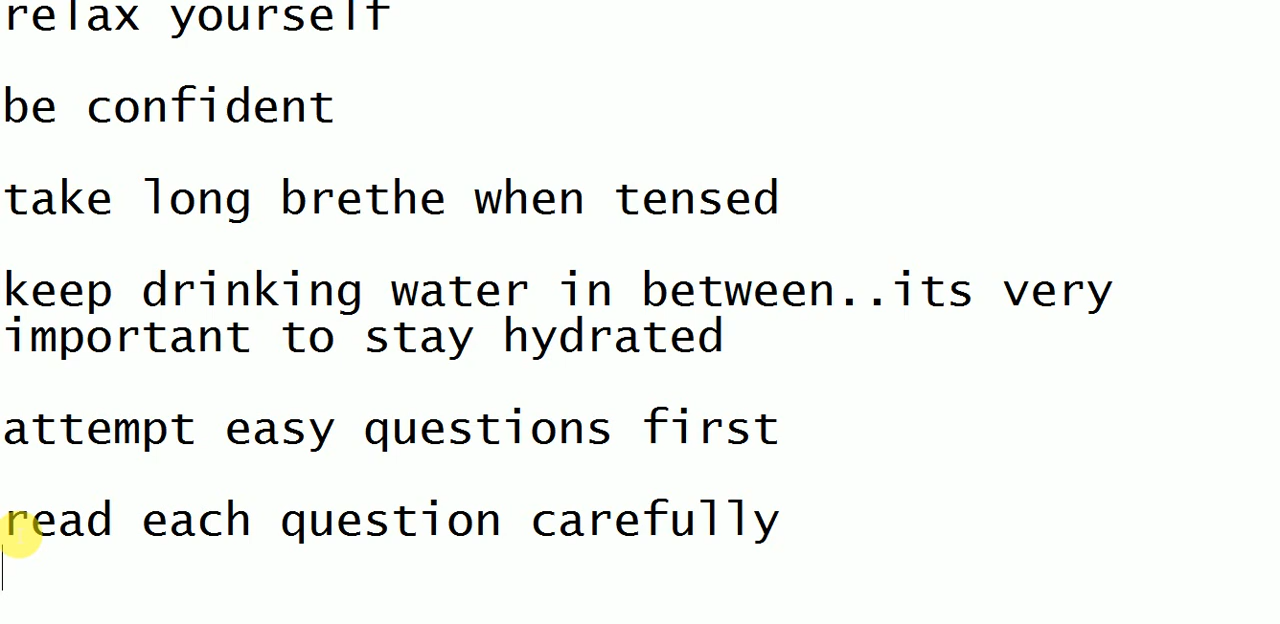 relax yourself
be confident
take long brethe when tensed
keep drinking water in between..its very
important to stay hydrated
attempt easy questions first
read each question carefully